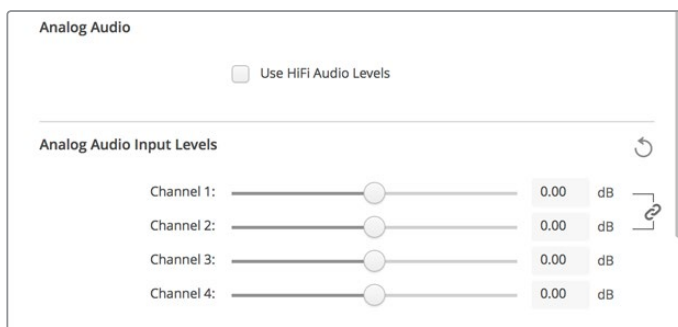 Analog Audio
Use HiFi Audio Levels
Analog Audio Input Levels
Channel 1: 0.00 dB
Channel 2: 0.00 dB
Channel 3: 0.00 dB
Channel 4: 0.00 dB